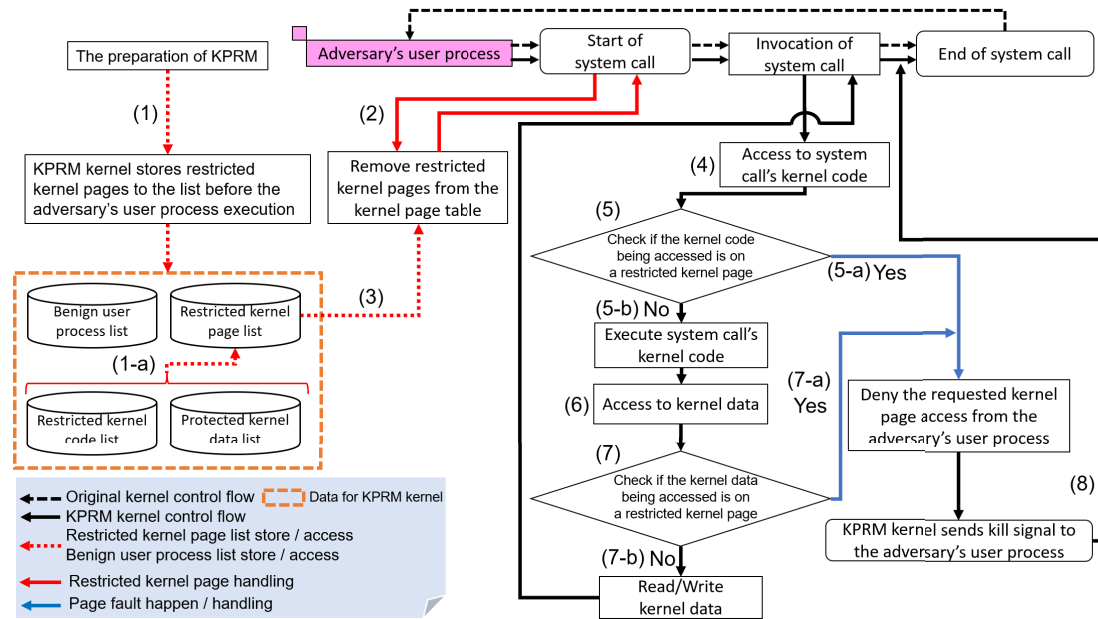 The preparation of KPRM
Adversary's user process
Start of
system call
Invocation of
system call
End of system call
(1)
(2)
KPRM kernel stores restricted
kernel pages to the list before the
adversary's user process execution
Remove restricted
kernel pages from the
kernel page table
(4)
Access to system
call's kernel code
(5)
Check if the kernel code
being accessed is on
a restricted kernel page
(5-a) Yes
(3)
Benign user
process list
Restricted kernel
page list
(1-a)
Restricted kernel
code list
Protected kernel
data list
(5-b) No
Execute system call's
kernel code
(6)
Access to kernel data
(7-a)
Yes
Deny the requested kernel
page access from the
adversary's user process
(7)
Check if the kernel data
being accessed is on
a restricted kernel page
(8)
KPRM kernel sends kill signal to
the adversary's user process
(7-b) No
Read/Write
kernel data
Original kernel control flow
Data for KPRM kernel
KPRM kernel control flow
Restricted kernel page list store / access
Benign user process list store / access
Restricted kernel page handling
Page fault happen / handling